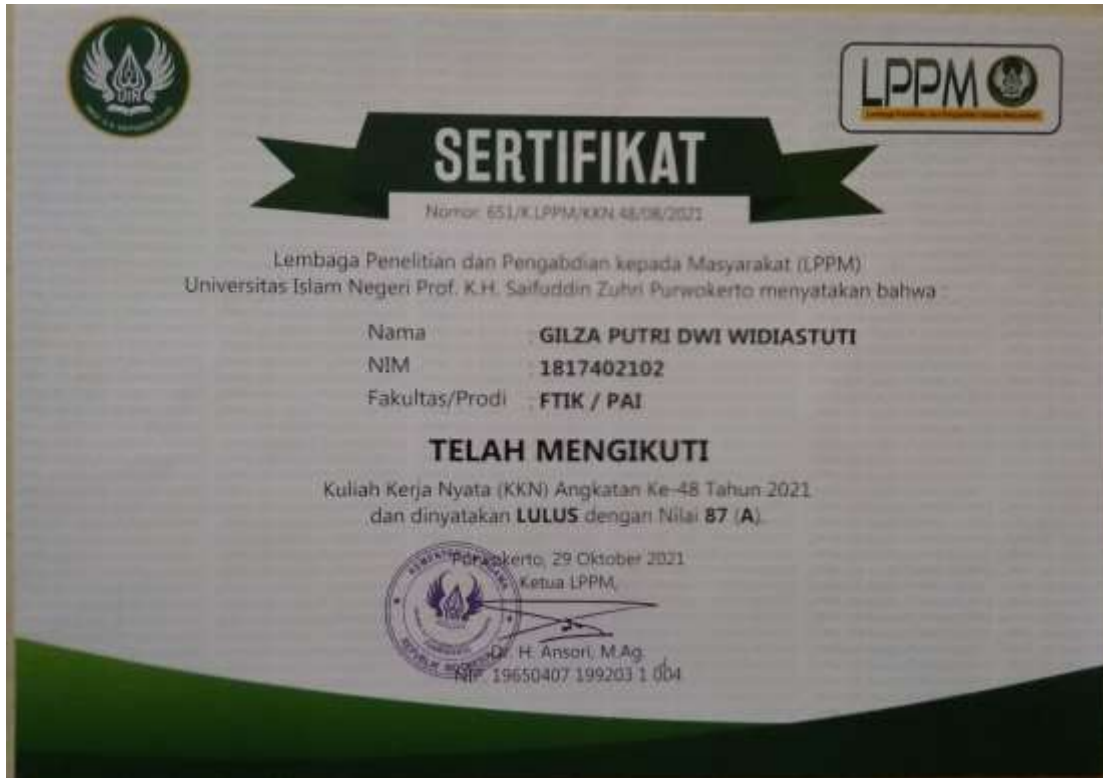 UIN
LPPM
SERTIFIKAT
Nomor: 651/K.LPPM/KKN.48/08/2021
Lembaga Penelitian dan Pengabdian kepada Masyarakat (LPPM)
Universitas Islam Negeri Prof. K.H. Saifuddin Zuhri Purwokerto menyatakan bahwa :
Nama : GILZA PUTRI DWI WIDIASTUTI
NIM : 1817402102
Fakultas/Prodi : FTIK / PAI
TELAH MENGIKUTI
Kuliah Kerja Nyata (KKN) Angkatan Ke-48 Tahun 2021
dan dinyatakan LULUS dengan Nilai 87 (A).
Purwokerto, 29 Oktober 2021
Ketua LPPM,
Dr. H. Ansori, M.Ag.
NIP. 19650407 199203 1 004